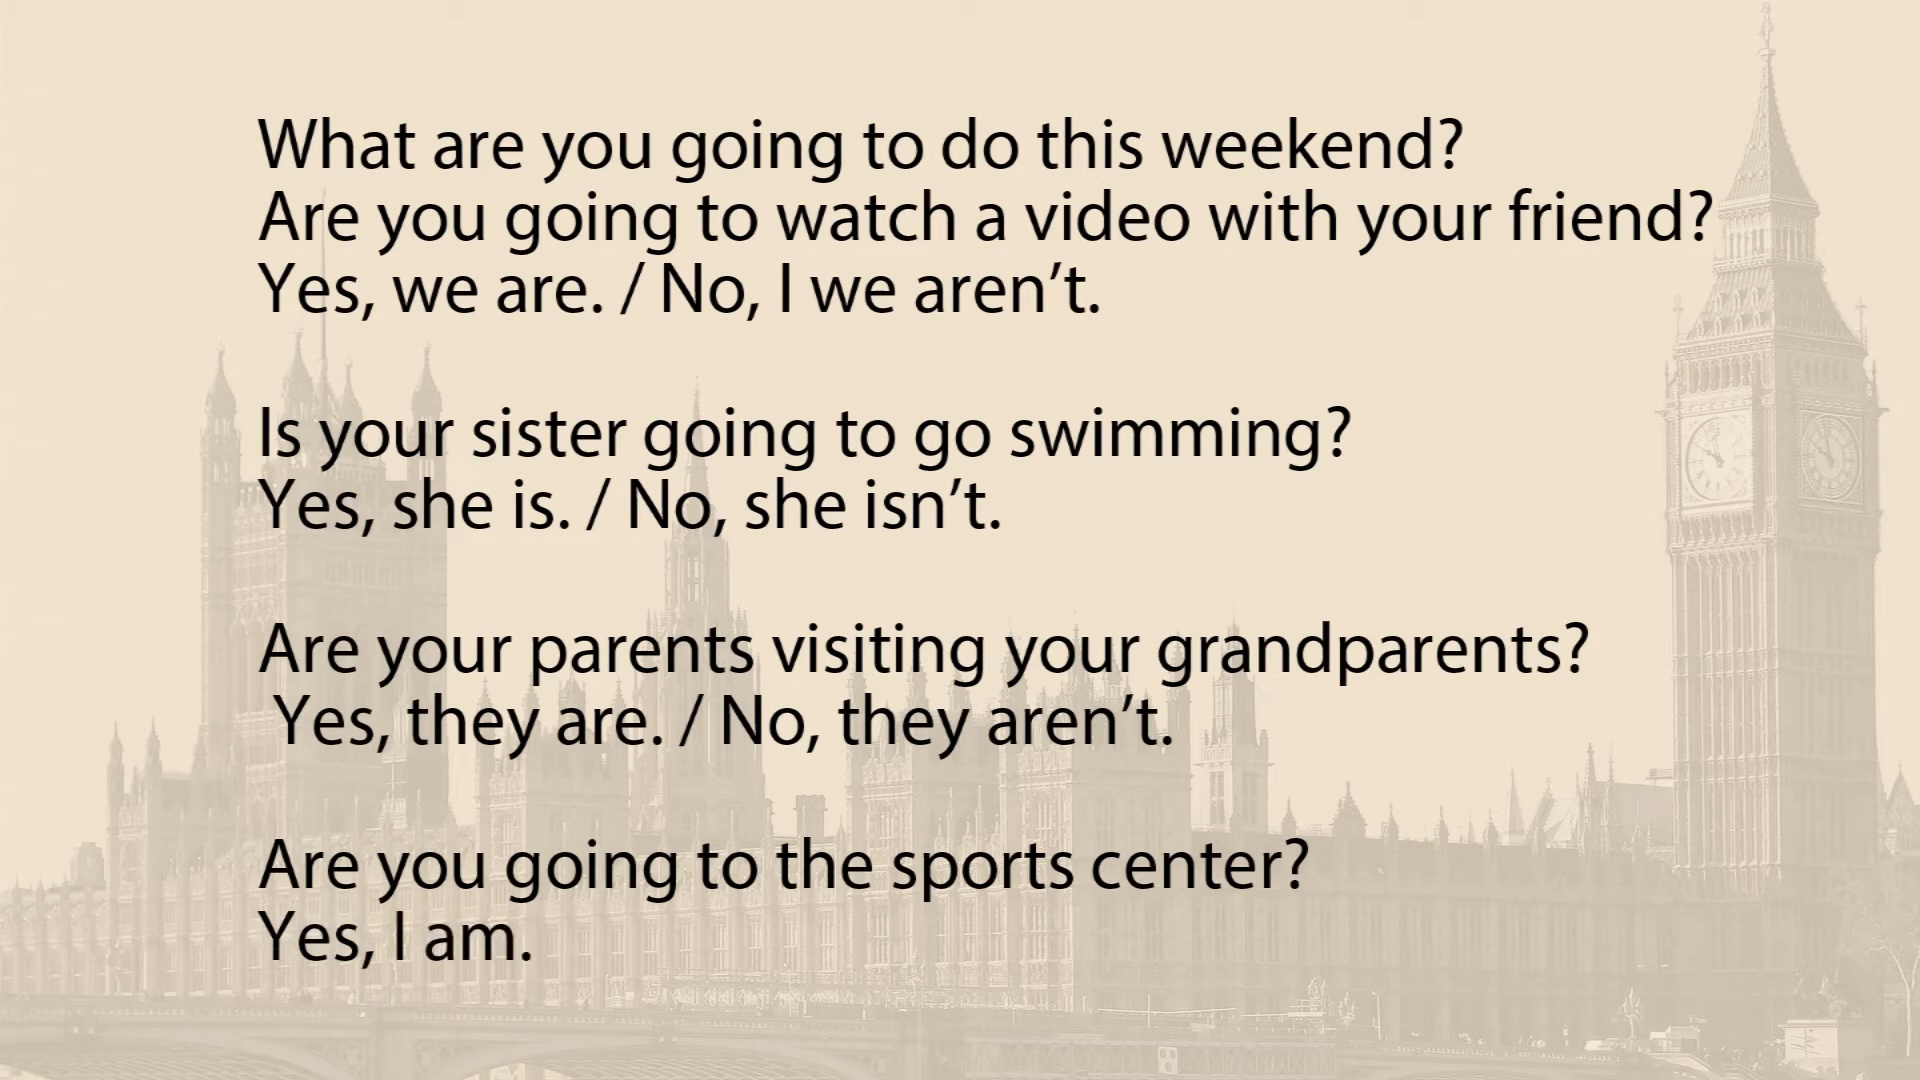 What are you going to do this weekend?
Are you going to watch a video with your friend?
Yes, we are. / No, I we aren’t.
Is your sister going to go swimming?
Yes, she is. / No, she isn’t.
Are your parents visiting your grandparents?
Yes, they are. / No, they aren’t.
Are you going to the sports center?
Yes, I am.